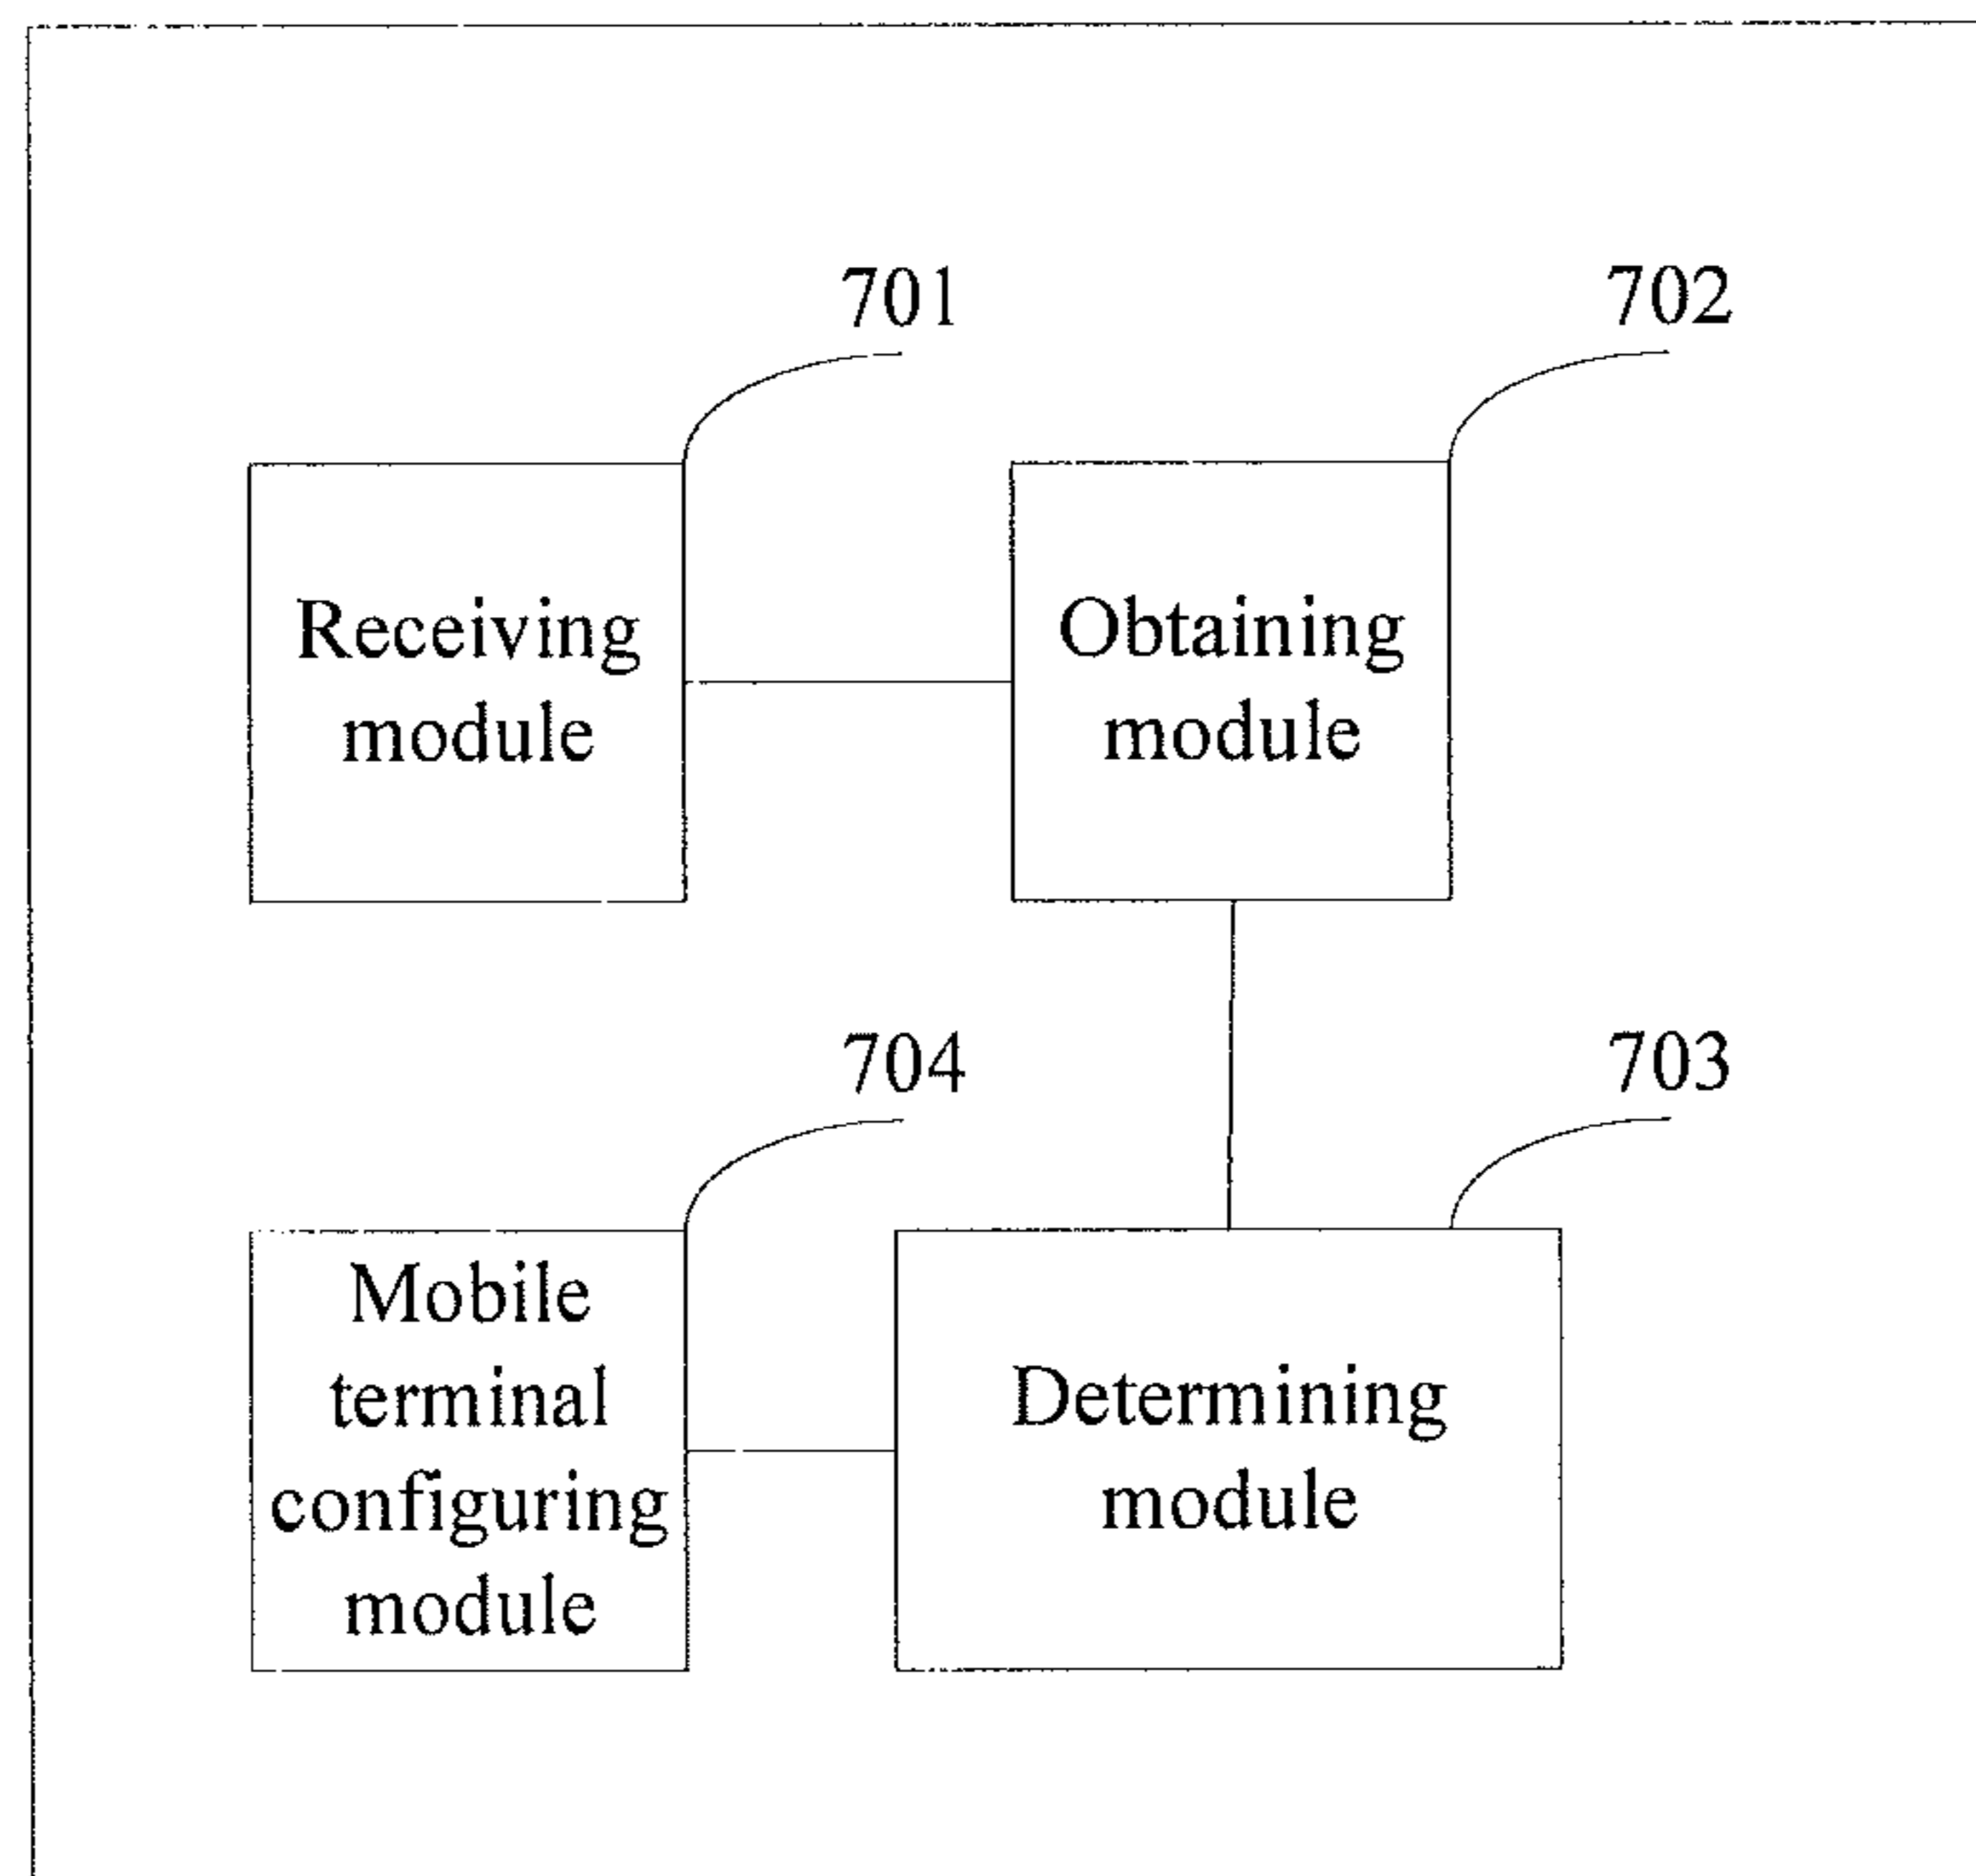 701
702
Receiving
module
Obtaining
module
704
703
Mobile
terminal
configuring
module
Determining
module